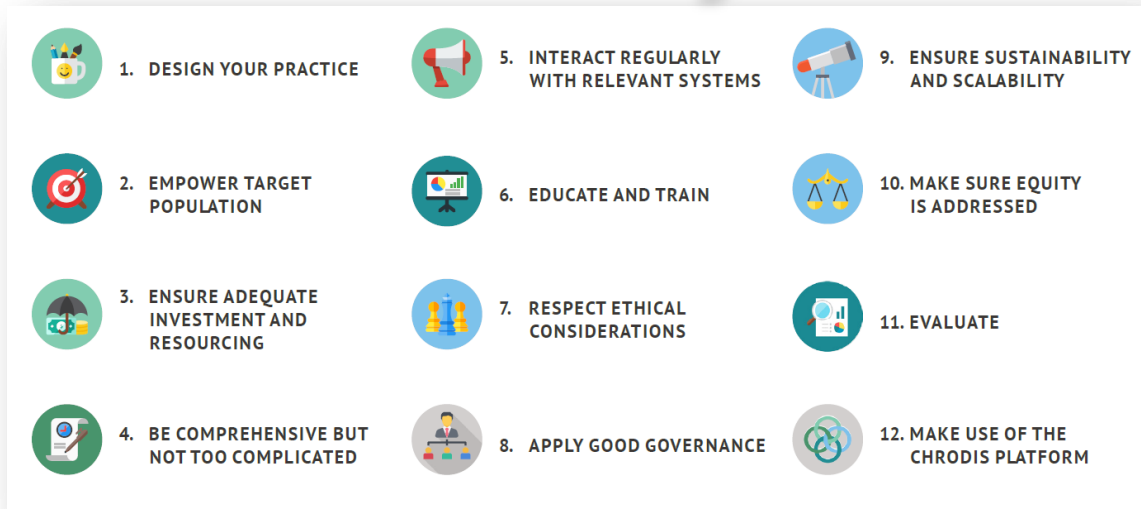 1. DESIGN YOUR PRACTICE
2. EMPOWER TARGET
POPULATION
3. ENSURE ADEQUATE
INVESTMENT AND
RESOURCING
4. BE COMPREHENSIVE BUT
NOT TOO COMPLICATED
5. INTERACT REGULARLY
WITH RELEVANT SYSTEMS
6. EDUCATE AND TRAIN
7. RESPECT ETHICAL
CONSIDERATIONS
8. APPLY GOOD GOVERNANCE
9. ENSURE SUSTAINABILITY
AND SCALABILITY
10. MAKE SURE EQUITY
IS ADDRESSED
11. EVALUATE
12. MAKE USE OF THE
CHRODIS PLATFORM